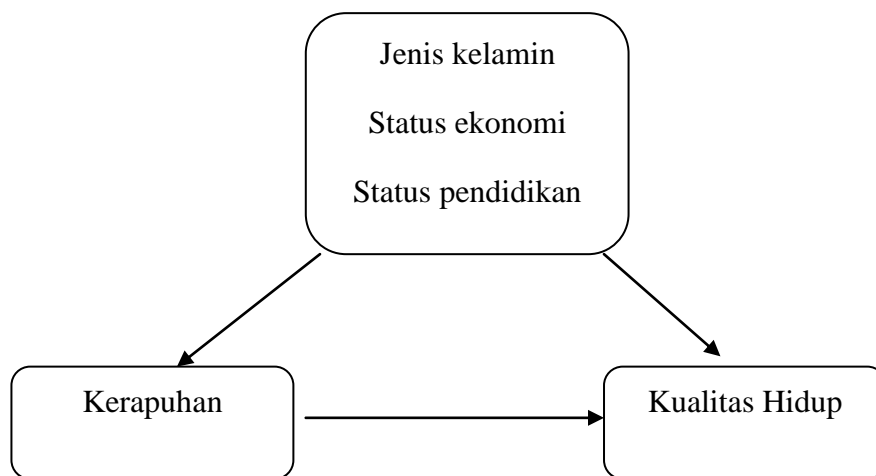 Jenis kelamin
Status ekonomi
Status pendidikan
Kerapuhan
Kualitas Hidup